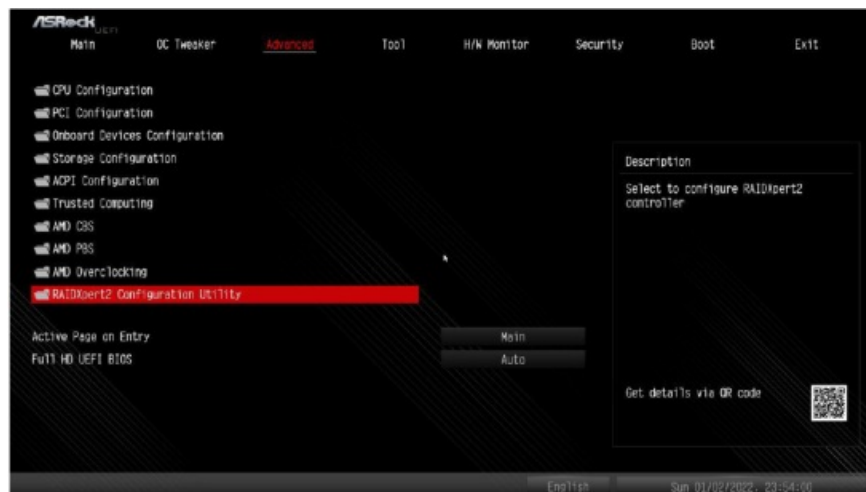 ASRock
UEFI
Main OC Tweaker Advanced Tool H/W Monitor Security Boot Exit
CPU Configuration
PCI Configuration
Onboard Devices Configuration
Storage Configuration
ACPI Configuration
Trusted Computing
AMD CBS
AMD PBS
AMD Overclocking
RAIDXpert2 Configuration Utility
Active Page on Entry Main
Full HD UEFI BIOS Auto
Description
Select to configure RAIDXpert2
controller
Get details via QR code
English Sun 01/02/2022, 23:54:00